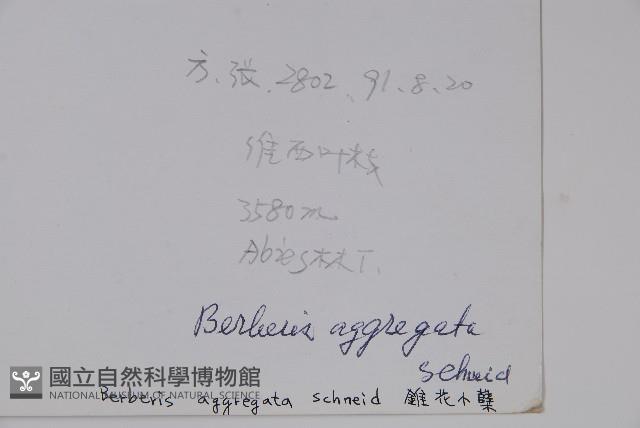 方、张、2802、91、8、20
维西叶枝
3580m
Abies林下.
Berberis aggregata
schneid
國立自然科學博物館
NATIONAL MUSEUM OF NATURAL SCIENCE
Berberis aggregata schneid 錐花小蘗